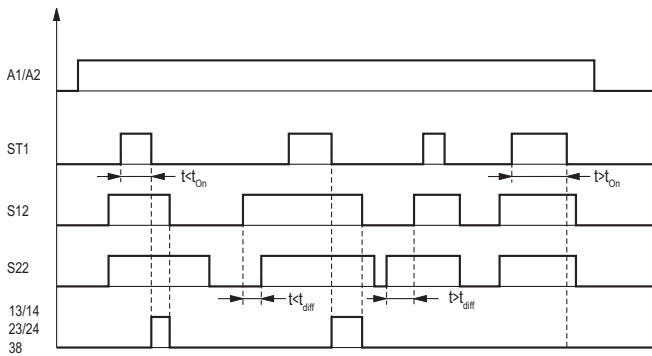 A1/A2
ST1
t<tOn
t>tOn
S12
S22
t<tdiff
t>tdiff
13/14
23/24
38